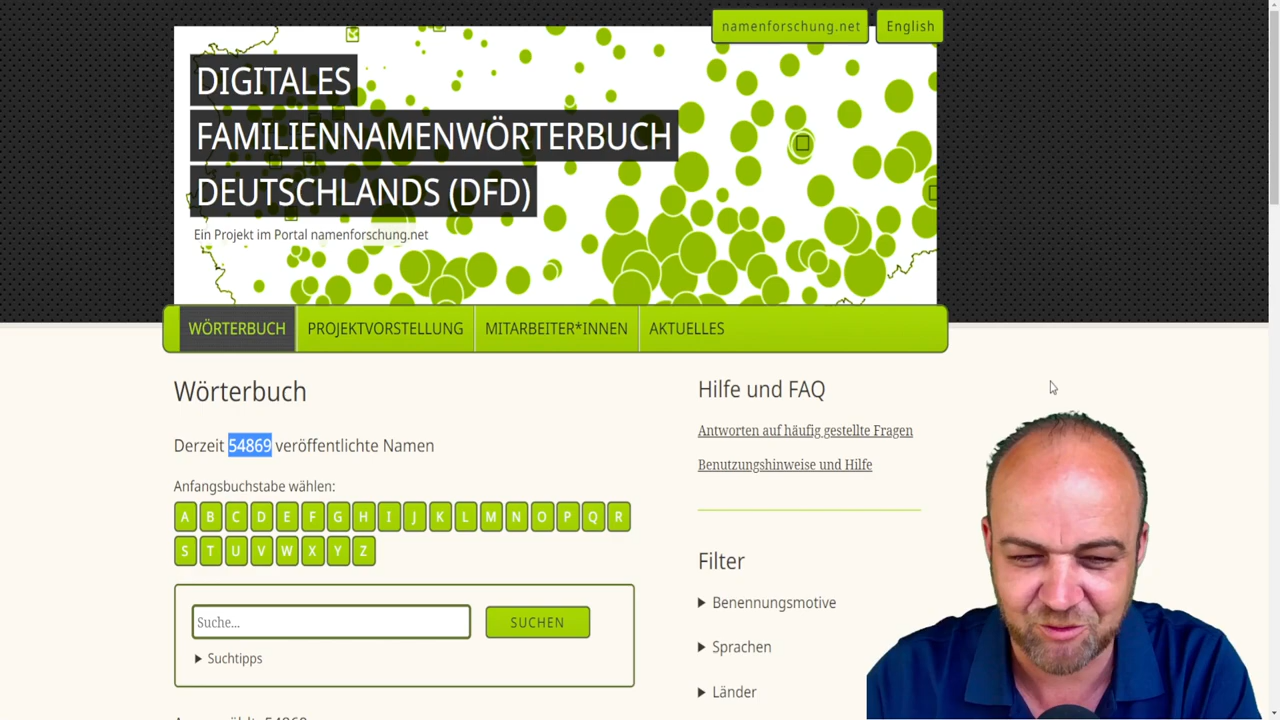 namenforschung.net
English
DIGITALES
FAMILIENNAMENWÖRTERBUCH
DEUTSCHLANDS (DFD)
Ein Projekt im Portal namenforschung.net
WÖRTERBUCH PROJEKTVORSTELLUNG MITARBEITER*INNEN AKTUELLES
Wörterbuch
Derzeit 54869 veröffentlichte Namen
Anfangsbuchstabe wählen:
A B C D E F G H I J K L M N O P Q R
S T U V W X Y Z
Suche...
SUCHEN
Suchtipps
Hilfe und FAQ
Antworten auf häufig gestellte Fragen
Benutzungshinweise und Hilfe
Filter
Benennungsmotive
Sprachen
Länder